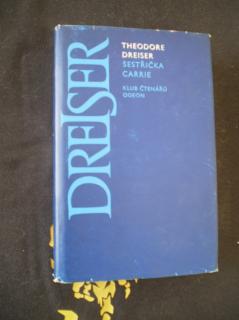 THEODORE
DREISER
SESTŘIČKA
CARRIE
KLUB ČTENÁŘŮ
ODEON
DREISER